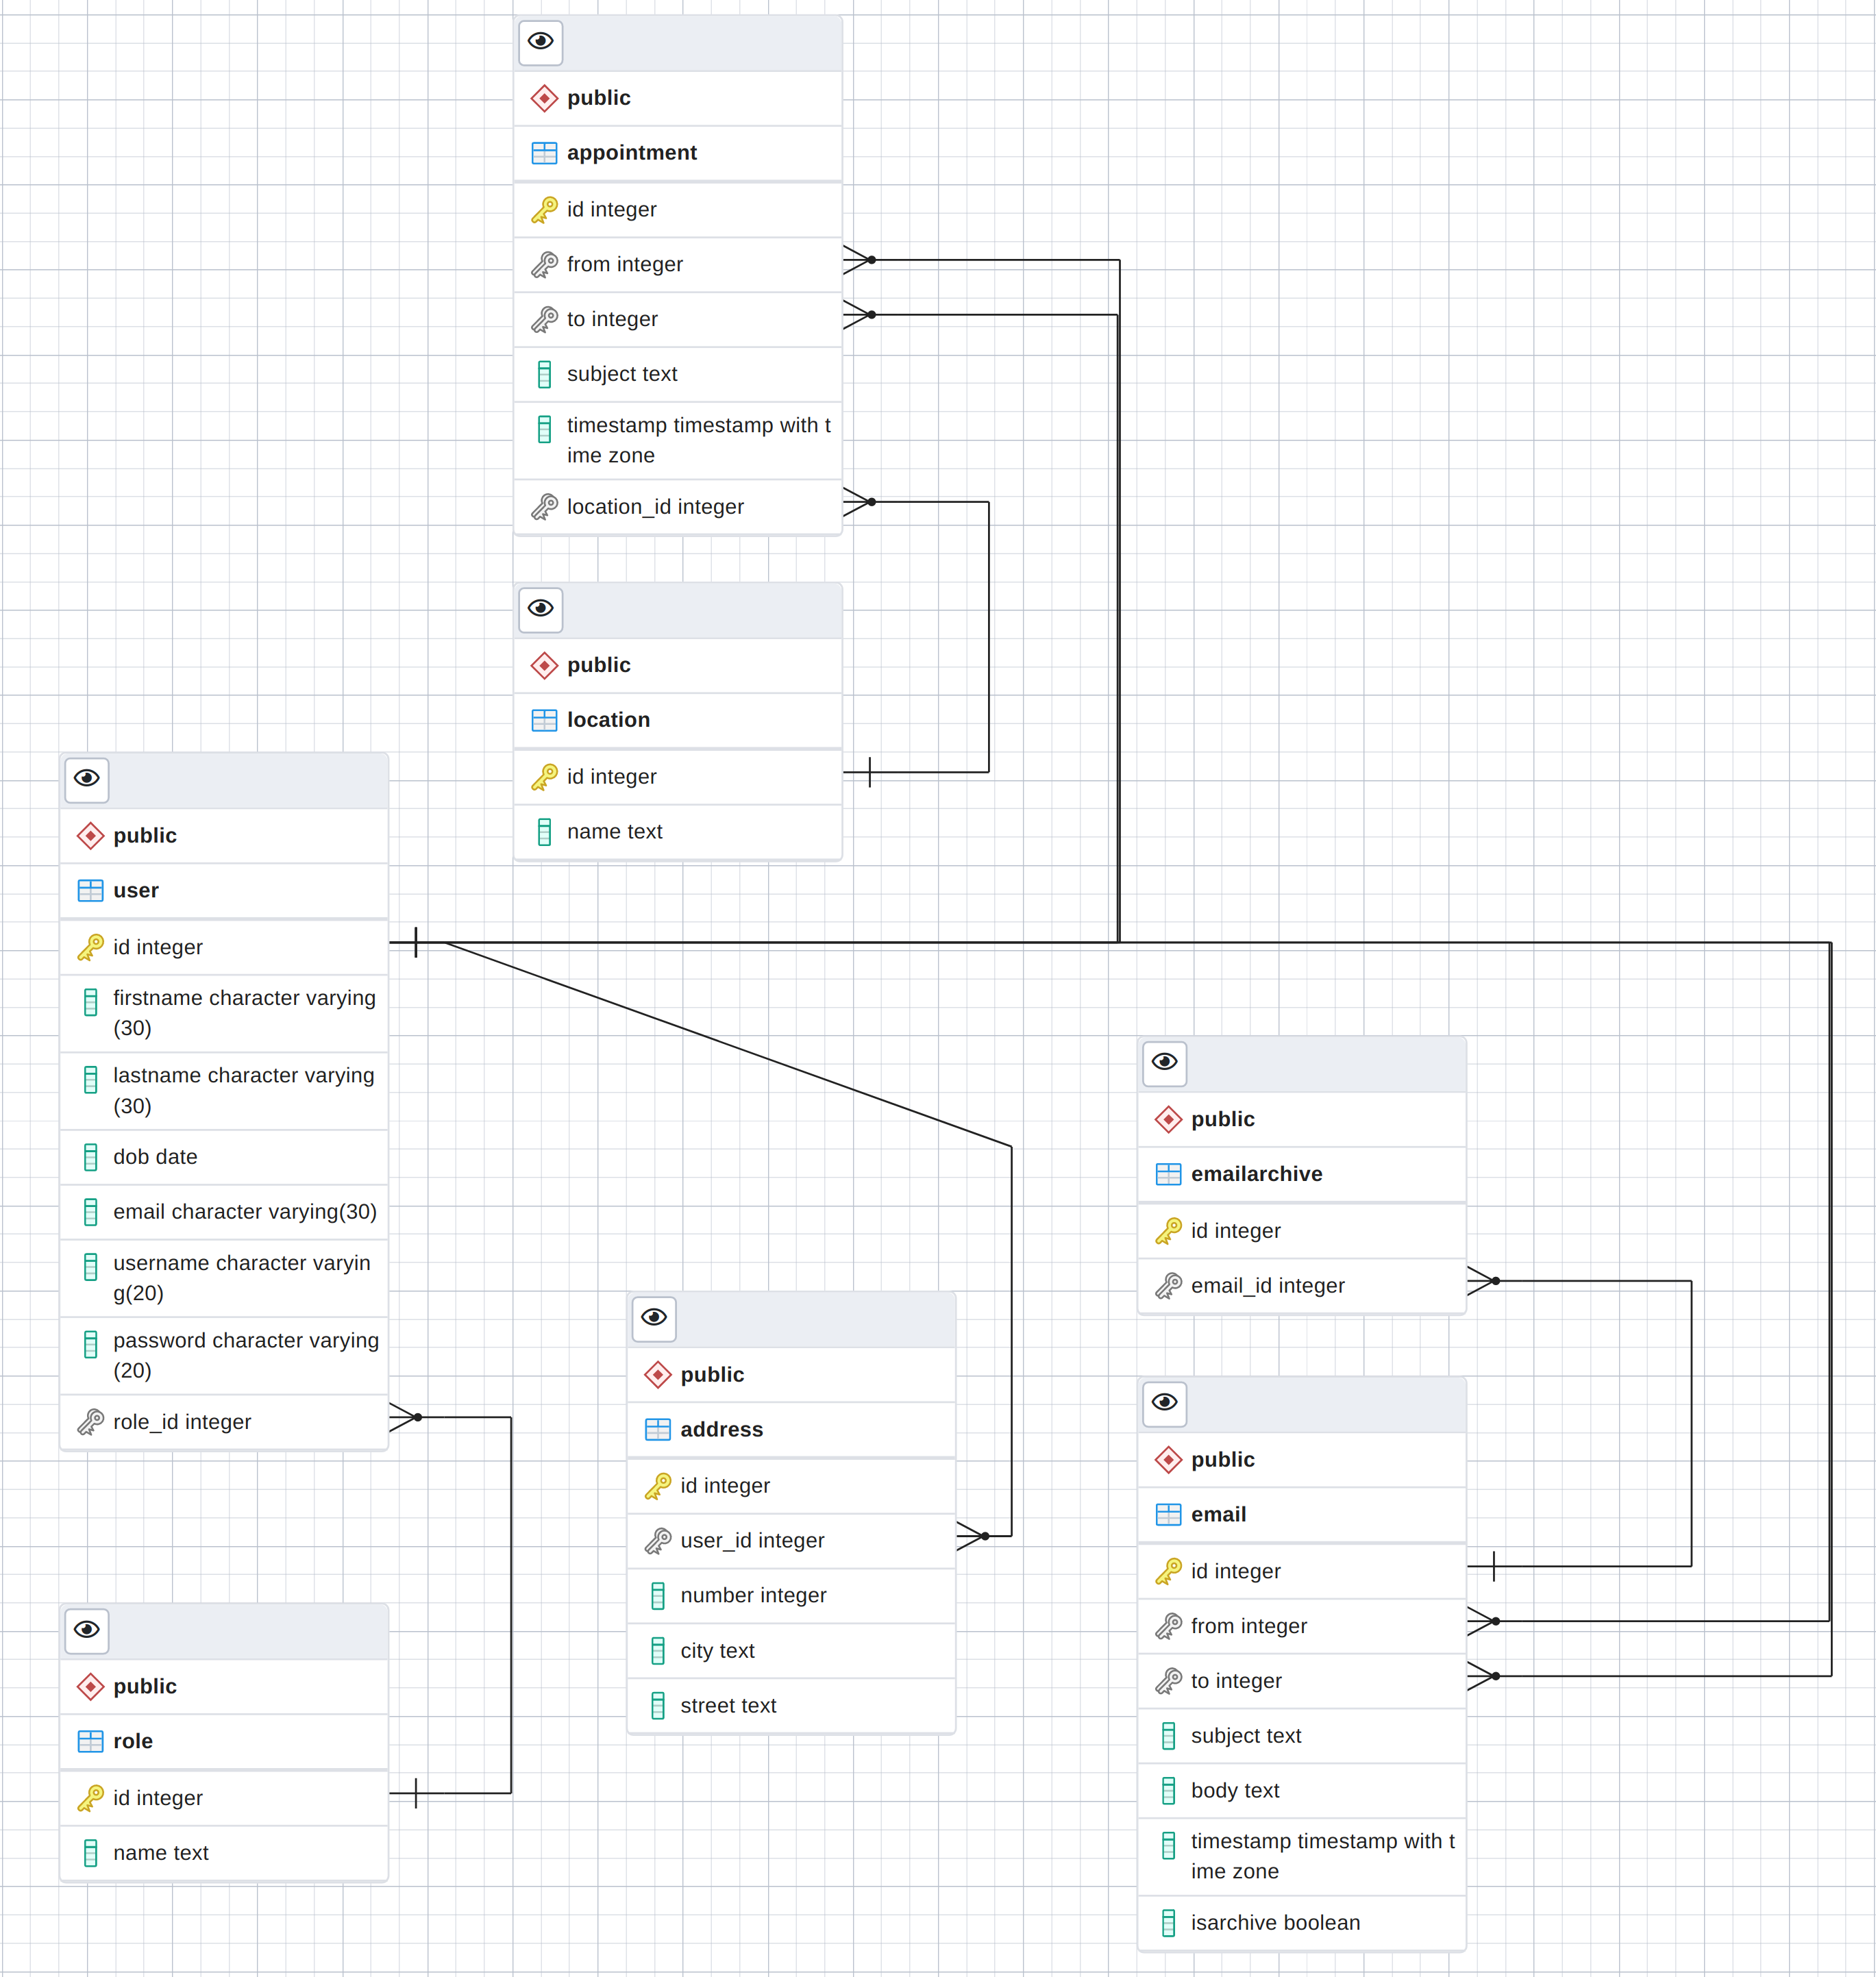 public
appointment
id integer
from integer
to integer
subject text
timestamp timestamp with t
ime zone
location_id integer
public
location
id integer
name text
public
user
id integer
firstname character varying
(30)
lastname character varying
(30)
dob date
email character varying(30)
username character varyin
g(20)
password character varying
(20)
role_id integer
public
role
id integer
name text
public
address
id integer
user_id integer
number integer
city text
street text
public
emailarchive
id integer
email_id integer
public
email
id integer
from integer
to integer
subject text
body text
timestamp timestamp with t
ime zone
isarchive boolean